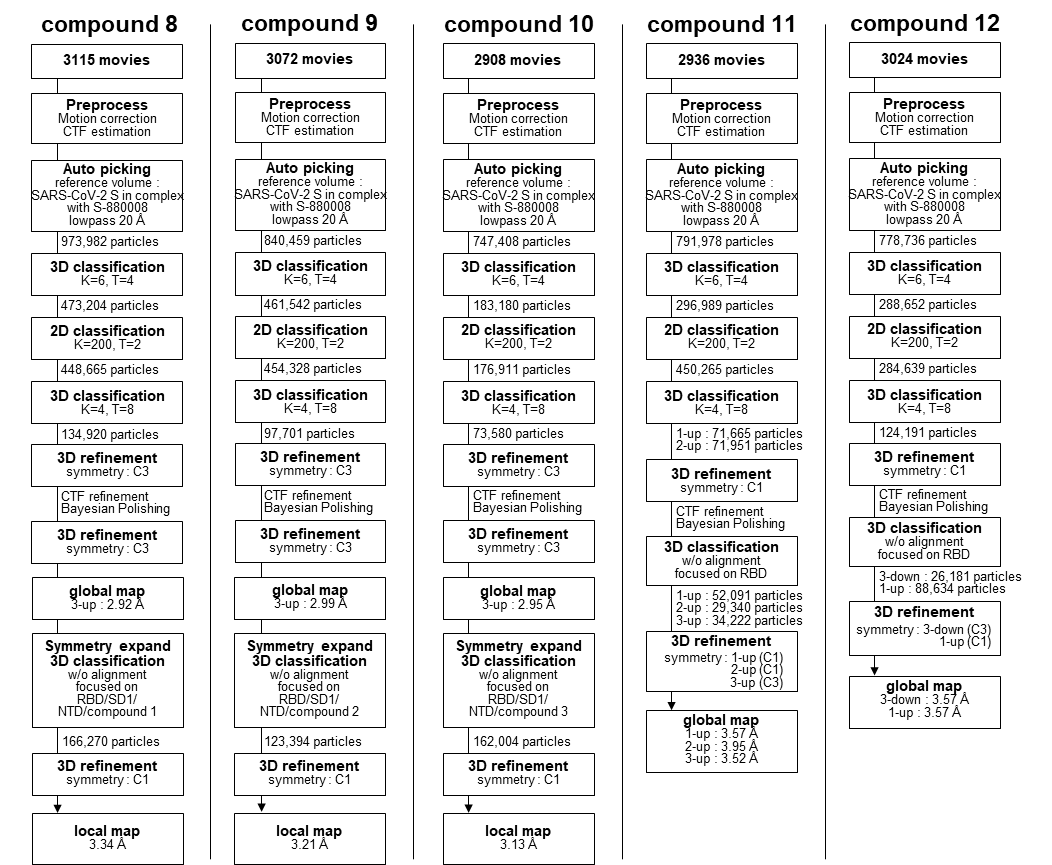 compound 8
3115 movies
Preprocess
Motion correction
CTF estimation
Auto picking
reference volume :
SARS-CoV-2 S in complex
with S-880008
lowpass 20 Å
973,982 particles
3D classification
K=6, T=4
473,204 particles
2D classification
K=200, T=2
448,665 particles
3D classification
K=4, T=8
134,920 particles
3D refinement
symmetry : C3
CTF refinement
Bayesian Polishing
3D refinement
symmetry : C3
global map
3-up : 2.92 Å
Symmetry expand
3D classification
w/o alignment
focused on
RBD/SD1/
NTD/compound 1
166,270 particles
3D refinement
symmetry : C1
local map
3.34 Å
compound 9
3072 movies
Preprocess
Motion correction
CTF estimation
Auto picking
reference volume :
SARS-CoV-2 S in complex
with S-880008
lowpass 20 Å
840,459 particles
3D classification
K=6, T=4
461,542 particles
2D classification
K=200, T=2
454,328 particles
3D classification
K=4, T=8
97,701 particles
3D refinement
symmetry : C3
CTF refinement
Bayesian Polishing
3D refinement
symmetry : C3
global map
3-up : 2.99 Å
Symmetry expand
3D classification
w/o alignment
focused on
RBD/SD1/
NTD/compound 2
123,394 particles
3D refinement
symmetry : C1
local map
3.21 Å
compound 10
2908 movies
Preprocess
Motion correction
CTF estimation
Auto picking
reference volume :
SARS-CoV-2 S in complex
with S-880008
lowpass 20 Å
747,408 particles
3D classification
K=6, T=4
183,180 particles
2D classification
K=200, T=2
176,911 particles
3D classification
K=4, T=8
73,580 particles
3D refinement
symmetry : C3
CTF refinement
Bayesian Polishing
3D refinement
symmetry : C3
global map
3-up : 2.95 Å
Symmetry expand
3D classification
w/o alignment
focused on
RBD/SD1/
NTD/compound 3
162,004 particles
3D refinement
symmetry : C1
local map
3.13 Å
compound 11
2936 movies
Preprocess
Motion correction
CTF estimation
Auto picking
reference volume :
SARS-CoV-2 S in complex
with S-880008
lowpass 20 Å
791,978 particles
3D classification
K=6, T=4
296,989 particles
2D classification
K=200, T=2
450,265 particles
3D classification
K=4, T=8
1-up : 71,665 particles
2-up : 71,951 particles
3D refinement
symmetry : C1
CTF refinement
Bayesian Polishing
3D classification
w/o alignment
focused on RBD
1-up : 52,091 particles
2-up : 29,340 particles
3-up : 34,222 particles
3D refinement
symmetry : 1-up (C1)
2-up (C1)
3-up (C3)
global map
1-up : 3.57 Å
2-up : 3.95 Å
3-up : 3.52 Å
compound 12
3024 movies
Preprocess
Motion correction
CTF estimation
Auto picking
reference volume :
SARS-CoV-2 S in complex
with S-880008
lowpass 20 Å
778,736 particles
3D classification
K=6, T=4
288,652 particles
2D classification
K=200, T=2
284,639 particles
3D classification
K=4, T=8
124,191 particles
3D refinement
symmetry : C1
CTF refinement
Bayesian Polishing
3D classification
w/o alignment
focused on RBD
3-down : 26,181 particles
1-up : 88,634 particles
3D refinement
symmetry : 3-down (C3)
1-up (C1)
global map
3-down : 3.57 Å
1-up : 3.57 Å